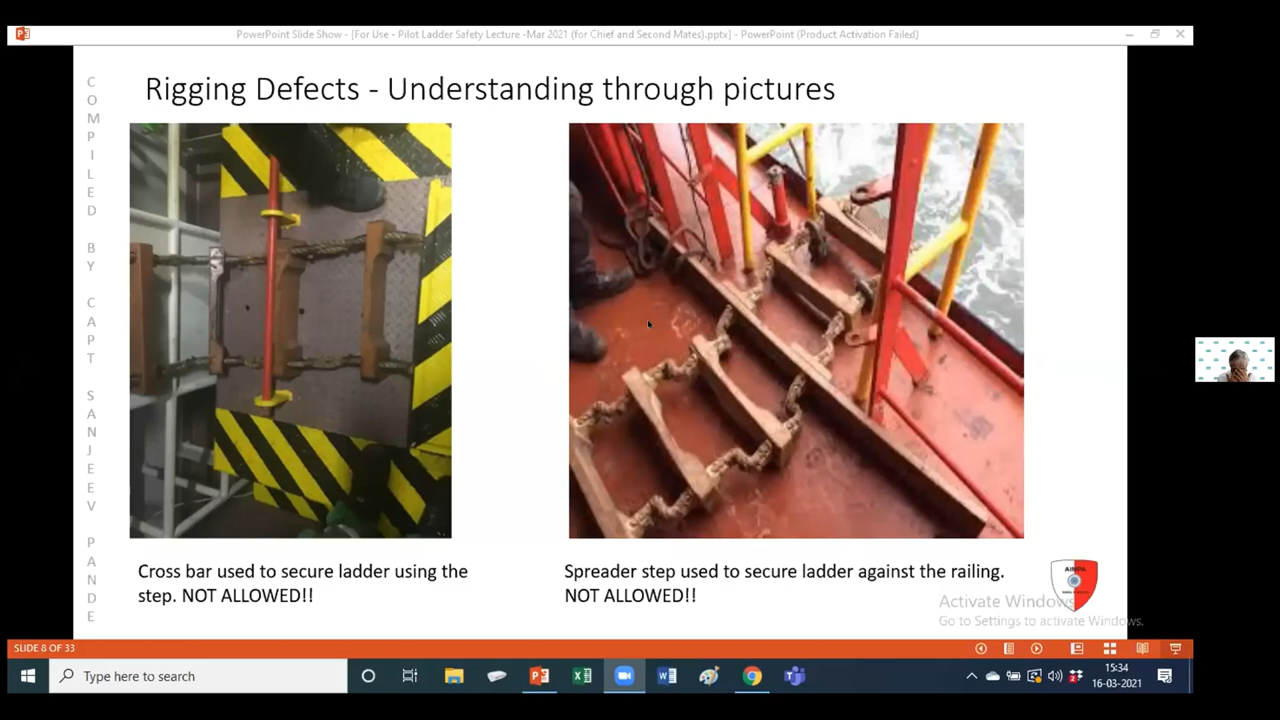 PowerPoint Slide Show - [For Use - Pilot Ladder Safety Lecture -Mar 2021 (for Chief and Second Mates).pptx] - PowerPoint (Product Activation Failed)
Rigging Defects - Understanding through pictures
COMPILED BY CAPT SANJEEV PANDE
Cross bar used to secure ladder using the
step. NOT ALLOWED!!
Spreader step used to secure ladder against the railing.
NOT ALLOWED!!
AIMPA
Activate Windows
Go to Settings to activate Windows.
SLIDE 8 OF 33
Type here to search
15:34
16-03-2021